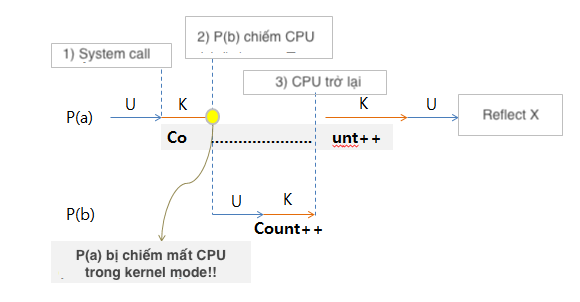 2) P(b) chiếm CPU
1) System call
3) CPU trở lại
U K K U
P(a)
Reflect X
Co ...................... unt++
U K
P(b)
Count++
P(a) bị chiếm mất CPU
trong kernel mode!!